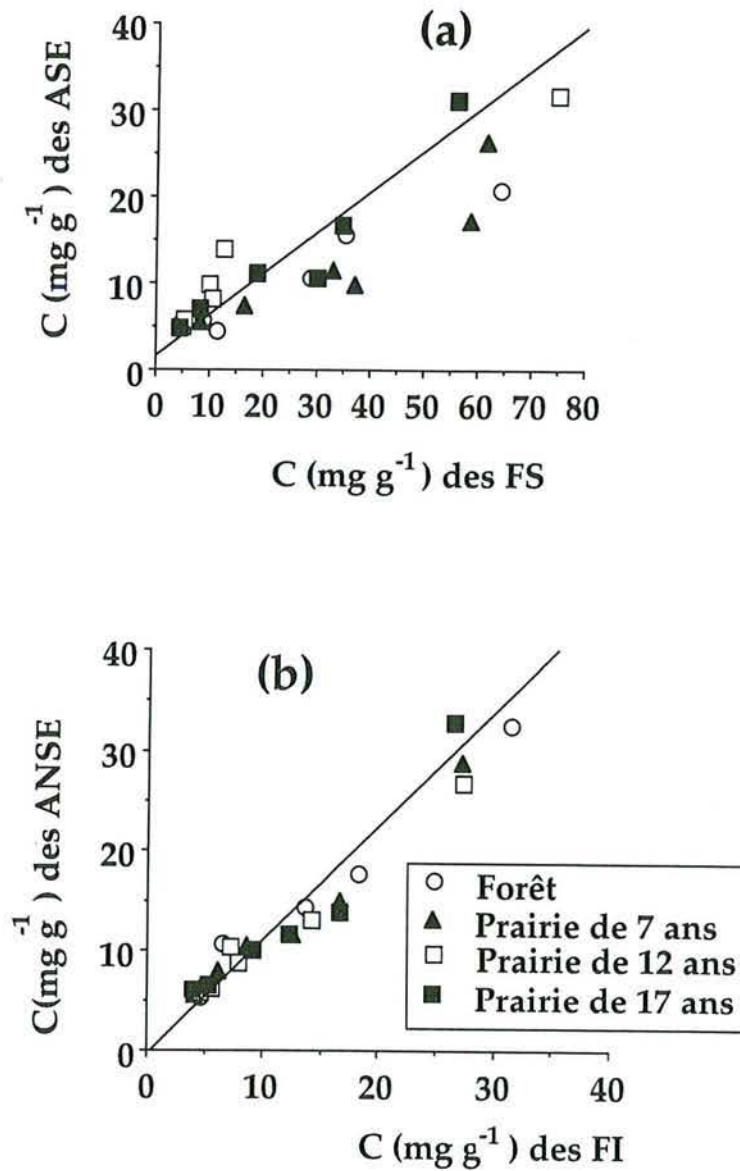 (a)
C (mg g⁻¹) des ASE
40
30
20
10
0
0 10 20 30 40 50 60 70 80
C (mg g⁻¹) des FS
(b)
C(mg g⁻¹) des ANSE
40
30
20
10
0
Forêt
Prairie de 7 ans
Prairie de 12 ans
Prairie de 17 ans
0 10 20 30 40
C (mg g⁻¹) des FI